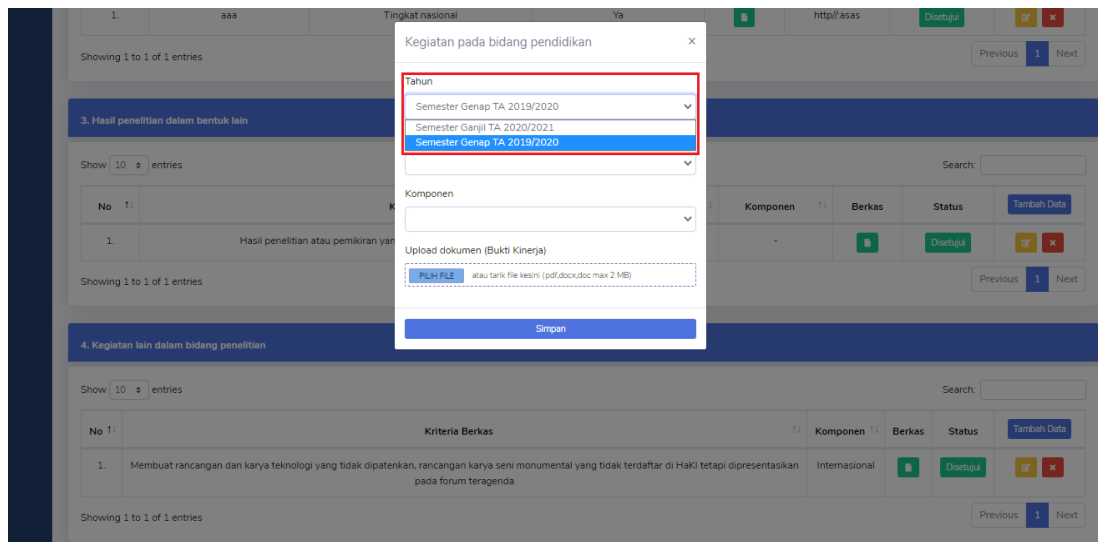 1. aaa Tingkat nasional Ya http//:asas Disetujui
Showing 1 to 1 of 1 entries Previous 1 Next
Kegiatan pada bidang pendidikan ×
Tahun
Semester Genap TA 2019/2020
Semester Ganjil TA 2020/2021
Semester Genap TA 2019/2020
Komponen
Upload dokumen (Bukti Kinerja)
PILIH FILE atau tarik file kesini (pdf,docx,doc max 2 MB)
Simpan
3. Hasil penelitian dalam bentuk lain
Show 10 entries Search:
No Komponen Berkas Status Tambah Data
1. Hasil penelitian atau pemikiran yan - Disetujui
Showing 1 to 1 of 1 entries Previous 1 Next
4. Kegiatan lain dalam bidang penelitian
Show 10 entries Search:
No Kriteria Berkas Komponen Berkas Status Tambah Data
1. Membuat rancangan dan karya teknologi yang tidak dipatenkan, rancangan karya seni monumental yang tidak terdaftar di HaKI tetapi dipresentasikan Internasional Disetujui
pada forum teragenda
Showing 1 to 1 of 1 entries Previous 1 Next